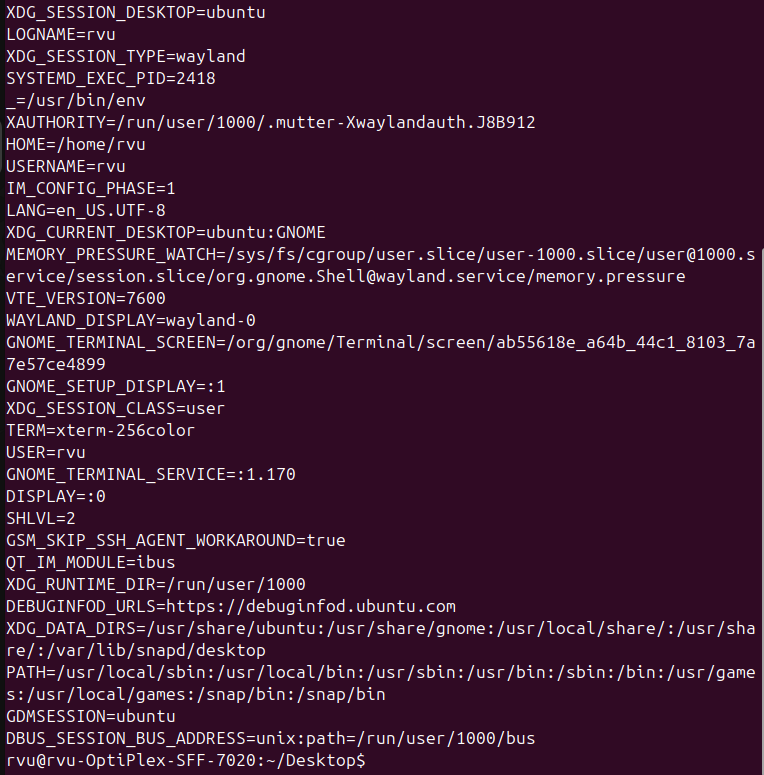 XDG_SESSION_DESKTOP=ubuntu
LOGNAME=rvu
XDG_SESSION_TYPE=wayland
SYSTEMD_EXEC_PID=2418
_=/usr/bin/env
XAUTHORITY=/run/user/1000/.mutter-Xwaylandauth.J8B912
HOME=/home/rvu
USERNAME=rvu
IM_CONFIG_PHASE=1
LANG=en_US.UTF-8
XDG_CURRENT_DESKTOP=ubuntu:GNOME
MEMORY_PRESSURE_WATCH=/sys/fs/cgroup/user.slice/user-1000.slice/user@1000.s
ervice/session.slice/org.gnome.Shell@wayland.service/memory.pressure
VTE_VERSION=7600
WAYLAND_DISPLAY=wayland-0
GNOME_TERMINAL_SCREEN=/org/gnome/Terminal/screen/ab55618e_a64b_44c1_8103_7a
7e57ce4899
GNOME_SETUP_DISPLAY=:1
XDG_SESSION_CLASS=user
TERM=xterm-256color
USER=rvu
GNOME_TERMINAL_SERVICE=:1.170
DISPLAY=:0
SHLVL=2
GSM_SKIP_SSH_AGENT_WORKAROUND=true
QT_IM_MODULE=ibus
XDG_RUNTIME_DIR=/run/user/1000
DEBUGINFOD_URLS=https://debuginfod.ubuntu.com
XDG_DATA_DIRS=/usr/share/ubuntu:/usr/share/gnome:/usr/local/share/:/usr/sha
re/:/var/lib/snapd/desktop
PATH=/usr/local/sbin:/usr/local/bin:/usr/sbin:/usr/bin:/sbin:/bin:/usr/game
s:/usr/local/games:/snap/bin:/snap/bin
GDMSESSION=ubuntu
DBUS_SESSION_BUS_ADDRESS=unix:path=/run/user/1000/bus
rvu@rvu-OptiPlex-SFF-7020:~/Desktop$